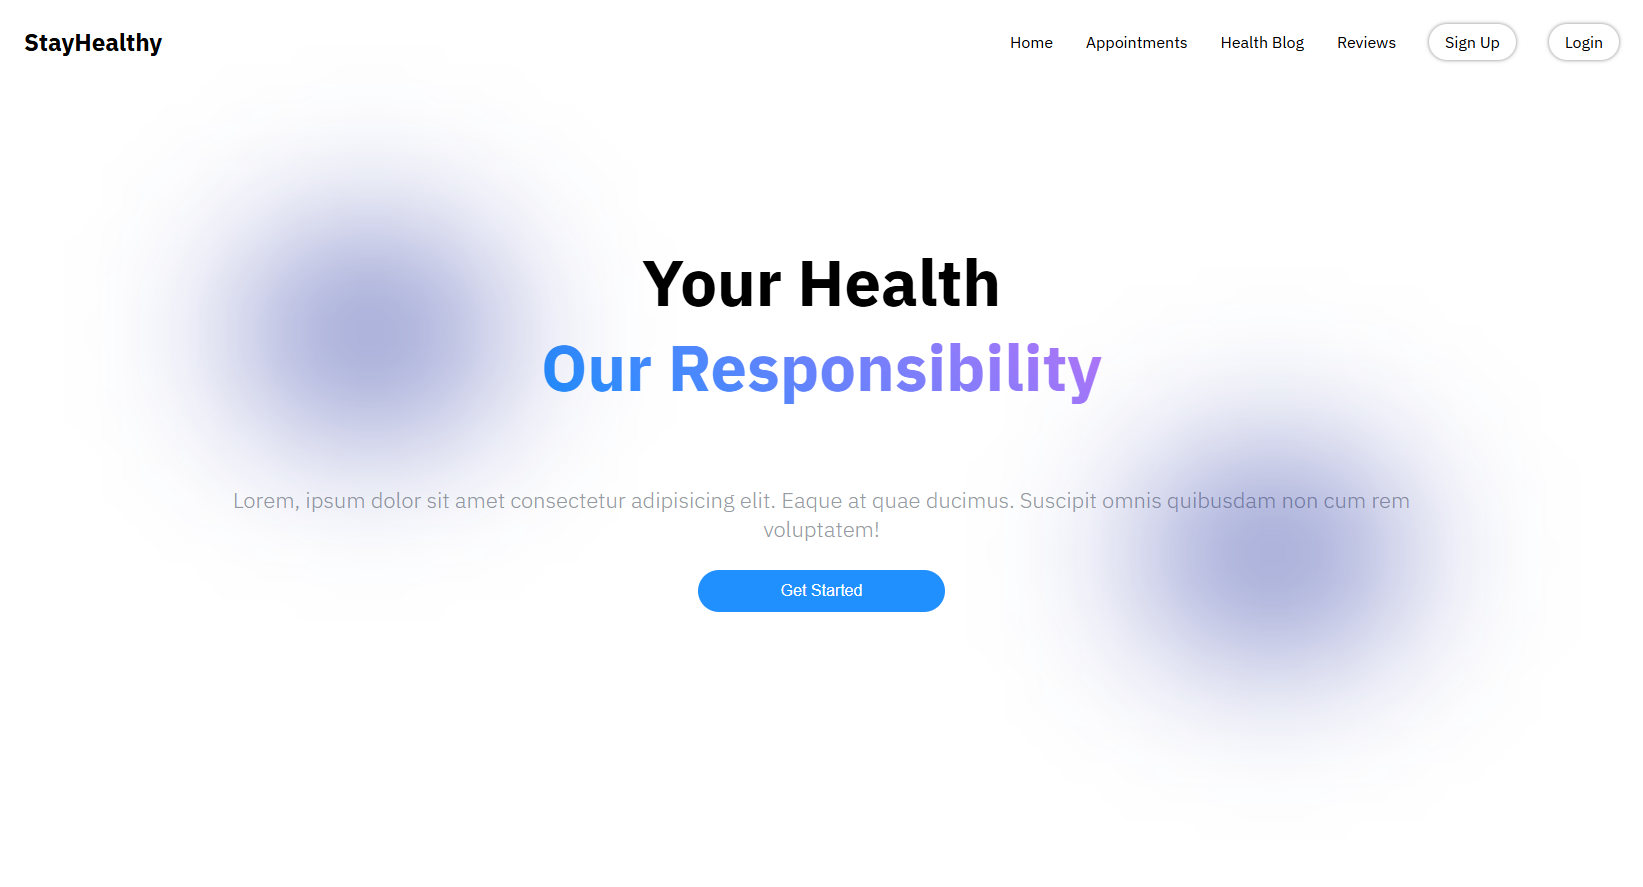 StayHealthy
Home Appointments Health Blog Reviews Sign Up Login
Your Health
Our Responsibility
Lorem, ipsum dolor sit amet consectetur adipisicing elit. Eaque at quae ducimus. Suscipit omnis quibusdam non cum rem
voluptatem!
Get Started